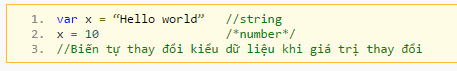 1. var x = “Hello world”   //string
2. x = 10                  /*number*/
3. //Biến tự thay đổi kiểu dữ liệu khi giá trị thay đổi